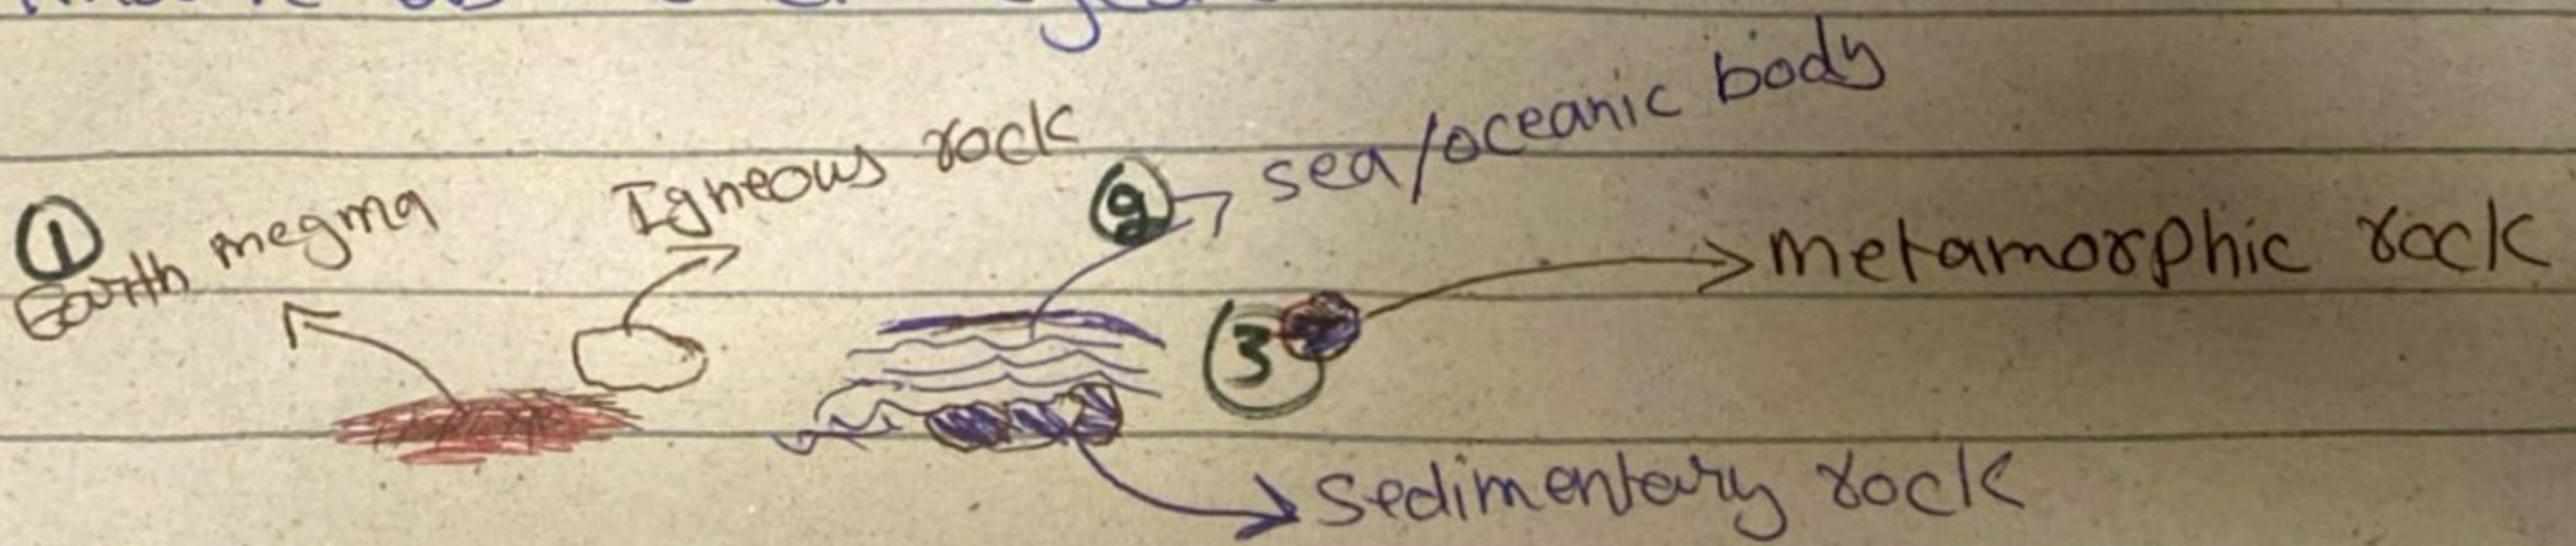 ① Earth megma
Igneous rock
② sea/oceanic body
③ metamorphic rock
Sedimentary rock